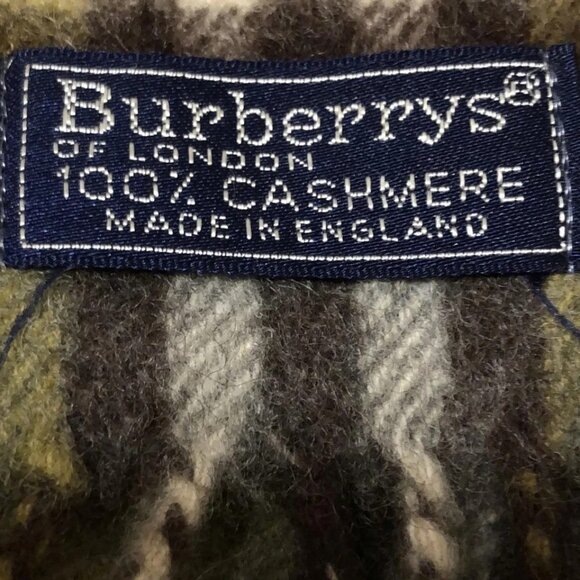 Burberrys®
OF LONDON
100% CASHMERE
MADE IN ENGLAND